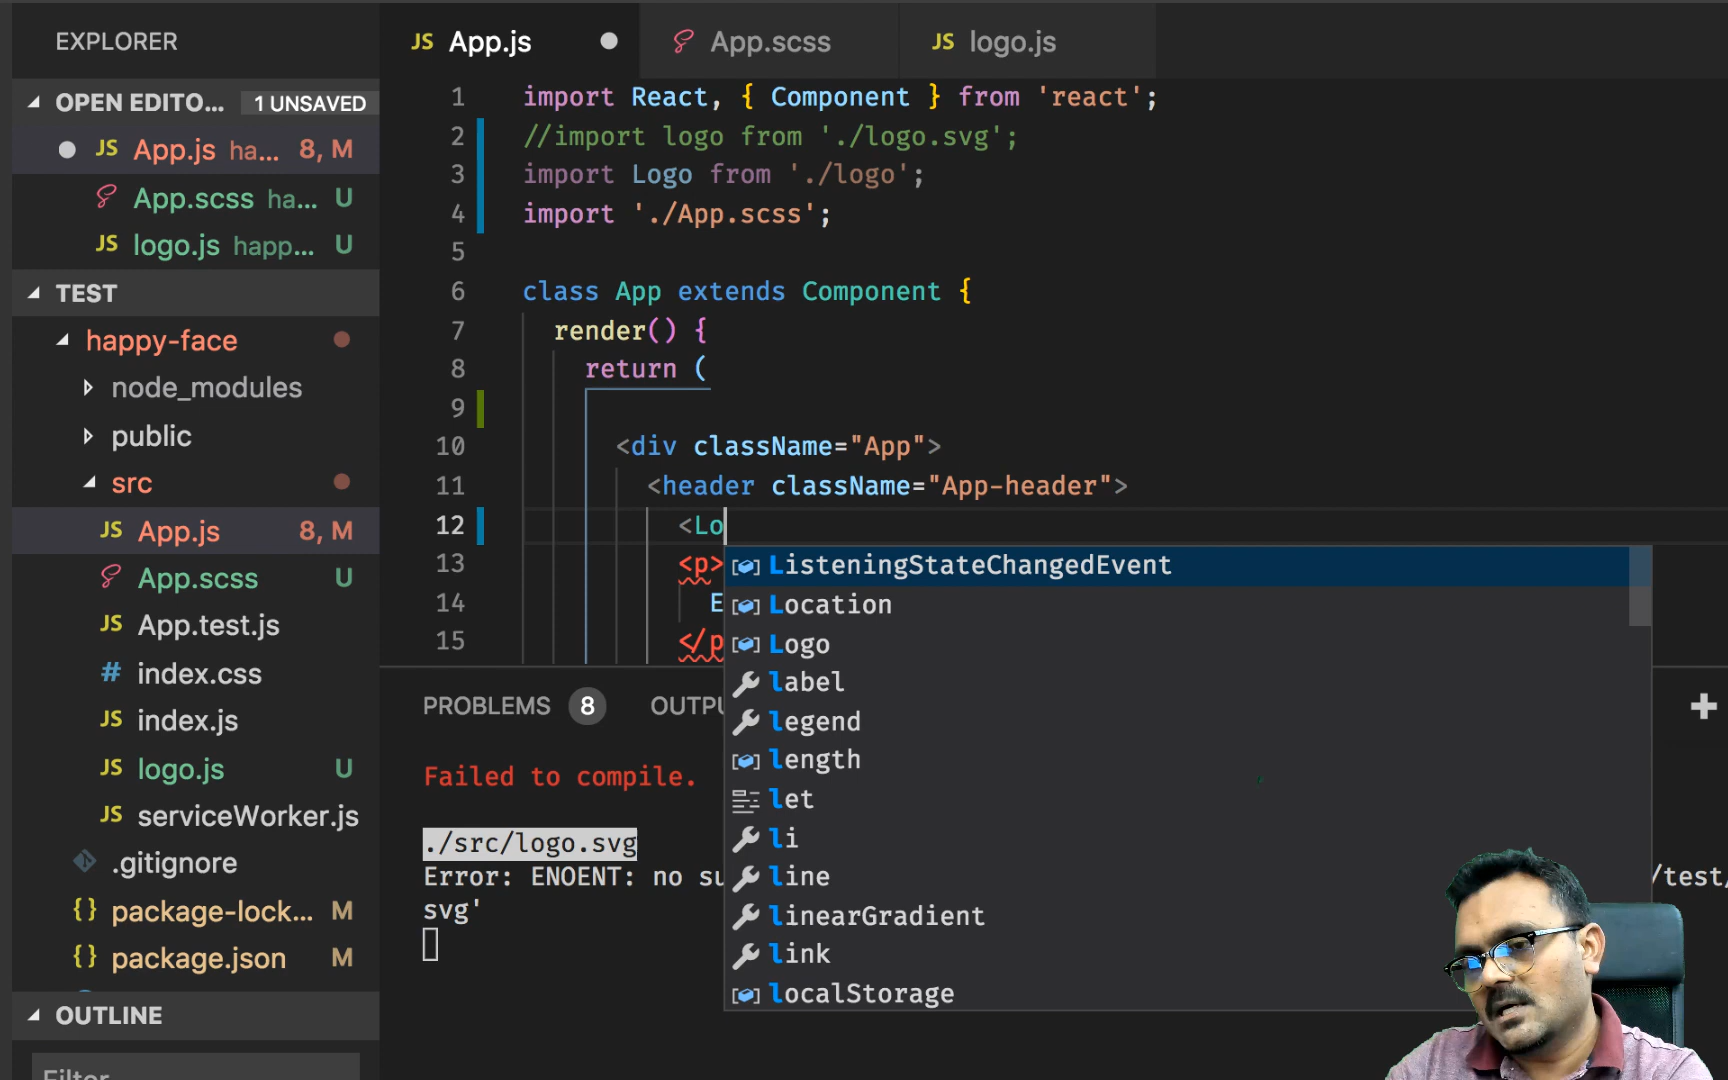 EXPLORER
OPEN EDITO... 1 UNSAVED
JS App.js ha... 8, M
App.scss ha... U
JS logo.js happ... U
TEST
happy-face
node_modules
public
src
JS App.js 8, M
App.scss U
JS App.test.js
# index.css
JS index.js
JS logo.js U
JS serviceWorker.js
.gitignore
{} package-lock... M
{} package.json M
OUTLINE
Filter
JS App.js
App.scss
JS logo.js
1 import React, { Component } from 'react';
2 //import logo from './logo.svg';
3 import Logo from './logo';
4 import './App.scss';
5
6 class App extends Component {
7 render() {
8 return (
9
10 <div className="App">
11 <header className="App-header">
12 <Lo
13 <p>
14 E
15 </p
ListeningStateChangedEvent
Location
Logo
label
legend
length
let
li
line
linearGradient
link
localStorage
PROBLEMS 8 OUTPU
Failed to compile.
./src/logo.svg
Error: ENOENT: no su /test/
svg'